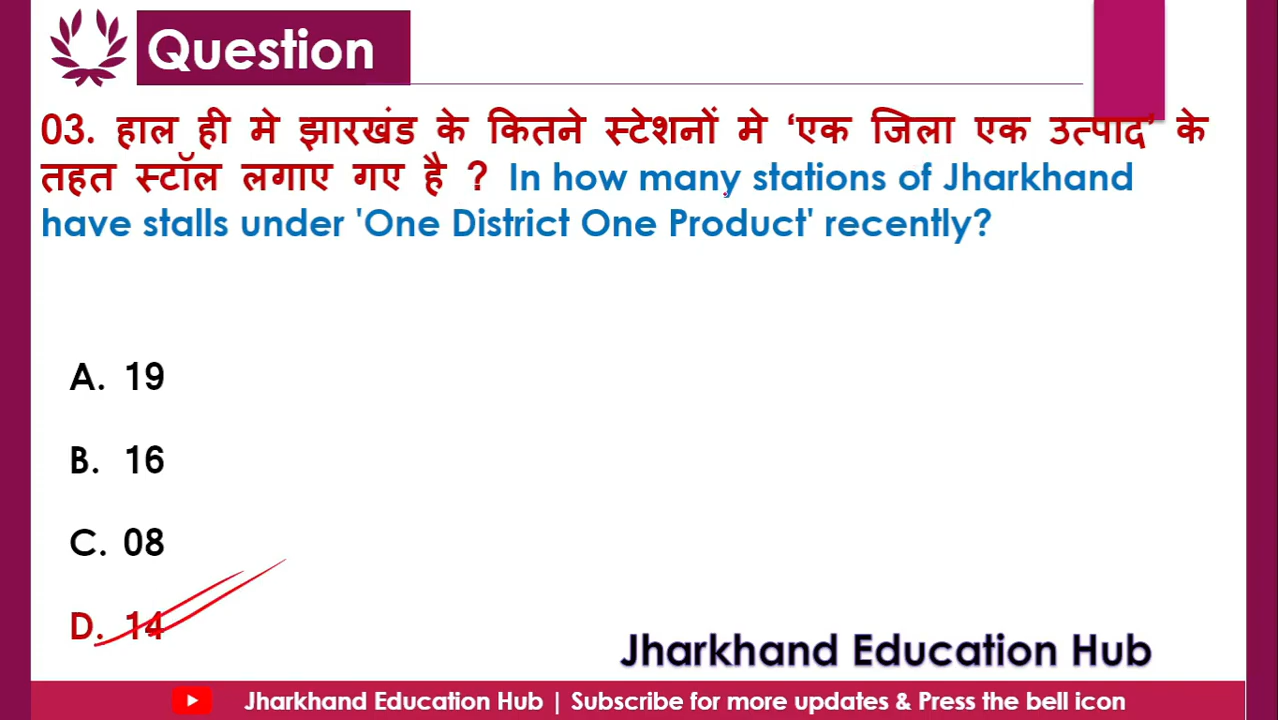 Question
03. हाल ही मे झारखंड के कितने स्टेशनों मे ‘एक जिला एक उत्पाद’ के
तहत स्टॉल लगाए गए है ? In how many stations of Jharkhand
have stalls under 'One District One Product' recently?
A. 19
B. 16
C. 08
D. 14
Jharkhand Education Hub
Jharkhand Education Hub | Subscribe for more updates & Press the bell icon